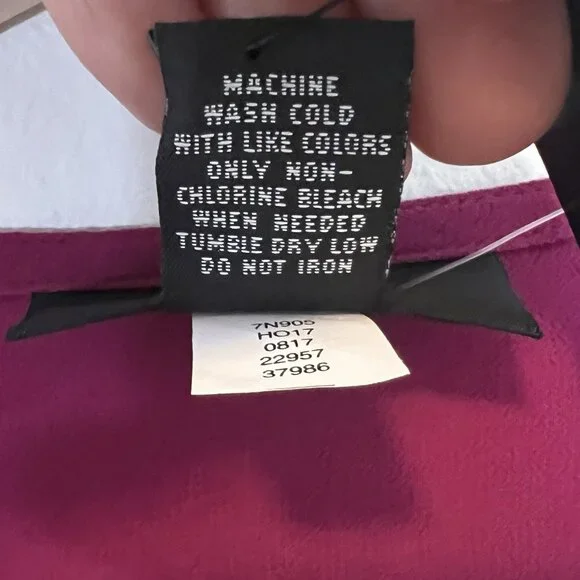 MACHINE
WASH COLD
WITH LIKE COLORS
ONLY NON-
CHLORINE BLEACH
WHEN NEEDED
TUMBLE DRY LOW
DO NOT IRON
7N905
HO17
0817
22957
37986